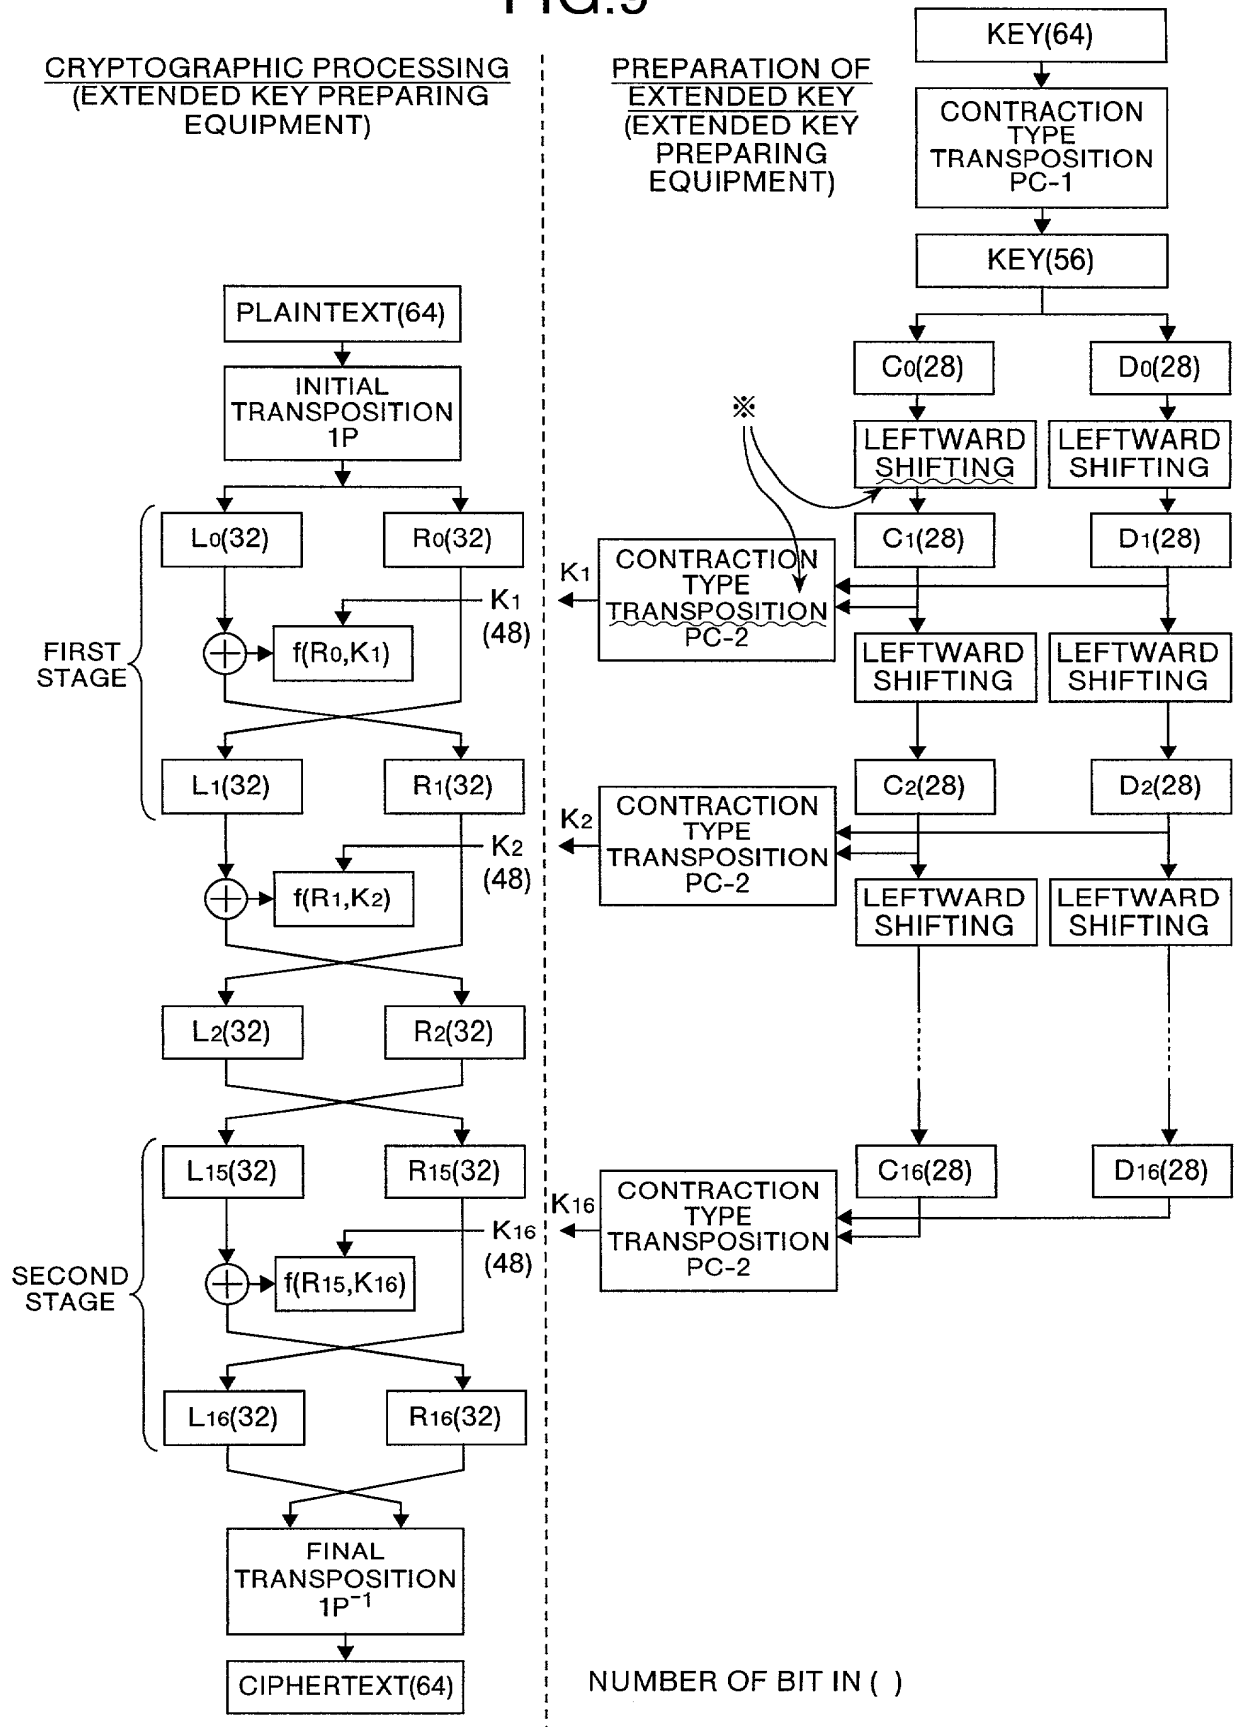 FIG.9
CRYPTOGRAPHIC PROCESSING
(EXTENDED KEY PREPARING
EQUIPMENT)
PLAINTEXT(64)
INITIAL
TRANSPOSITION
1P
L0(32)
R0(32)
K1
(48)
f(R0,K1)
FIRST
STAGE
L1(32)
R1(32)
K2
(48)
f(R1,K2)
L2(32)
R2(32)
L15(32)
R15(32)
K16
(48)
f(R15,K16)
SECOND
STAGE
L16(32)
R16(32)
FINAL
TRANSPOSITION
1P-1
CIPHERTEXT(64)
PREPARATION OF
EXTENDED KEY
(EXTENDED KEY
PREPARING
EQUIPMENT)
KEY(64)
CONTRACTION
TYPE
TRANSPOSITION
PC-1
KEY(56)
C0(28)
D0(28)
※
LEFTWARD
SHIFTING
LEFTWARD
SHIFTING
C1(28)
D1(28)
K1
CONTRACTION
TYPE
TRANSPOSITION
PC-2
LEFTWARD
SHIFTING
LEFTWARD
SHIFTING
C2(28)
D2(28)
K2
CONTRACTION
TYPE
TRANSPOSITION
PC-2
LEFTWARD
SHIFTING
LEFTWARD
SHIFTING
C16(28)
D16(28)
K16
CONTRACTION
TYPE
TRANSPOSITION
PC-2
NUMBER OF BIT IN ( )